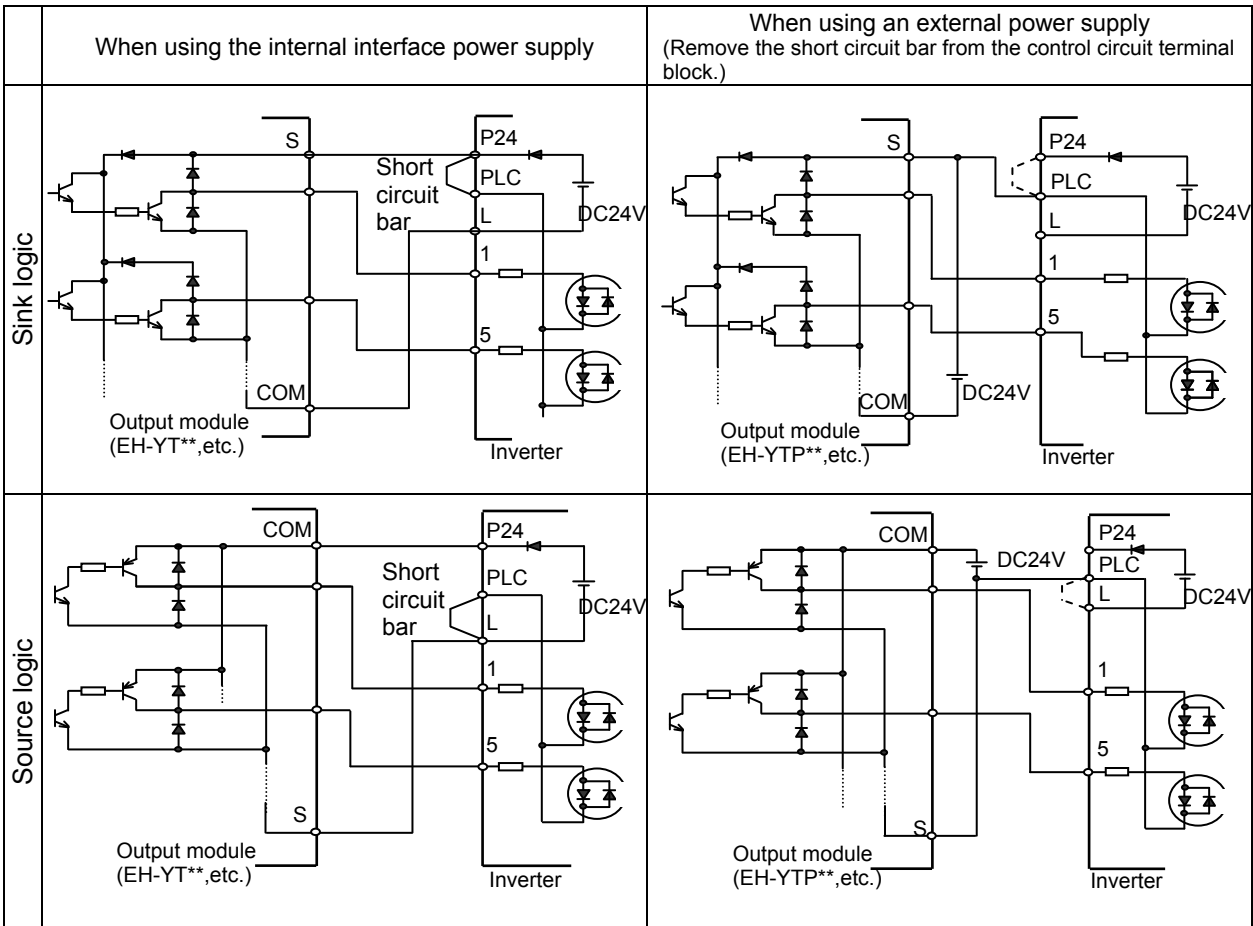 When using the internal interface power supply
When using an external power supply
(Remove the short circuit bar from the control circuit terminal
block.)
Sink logic
S
Short
circuit
bar
P24
PLC
L
DC24V
1
5
COM
Output module
(EH-YT**,etc.)
Inverter
S
P24
PLC
L
DC24V
1
5
COM
DC24V
Output module
(EH-YTP**,etc.)
Inverter
Source logic
COM
Short
circuit
bar
P24
PLC
L
DC24V
1
5
S
Output module
(EH-YT**,etc.)
Inverter
COM
DC24V
P24
PLC
L
DC24V
1
5
S
Output module
(EH-YTP**,etc.)
Inverter